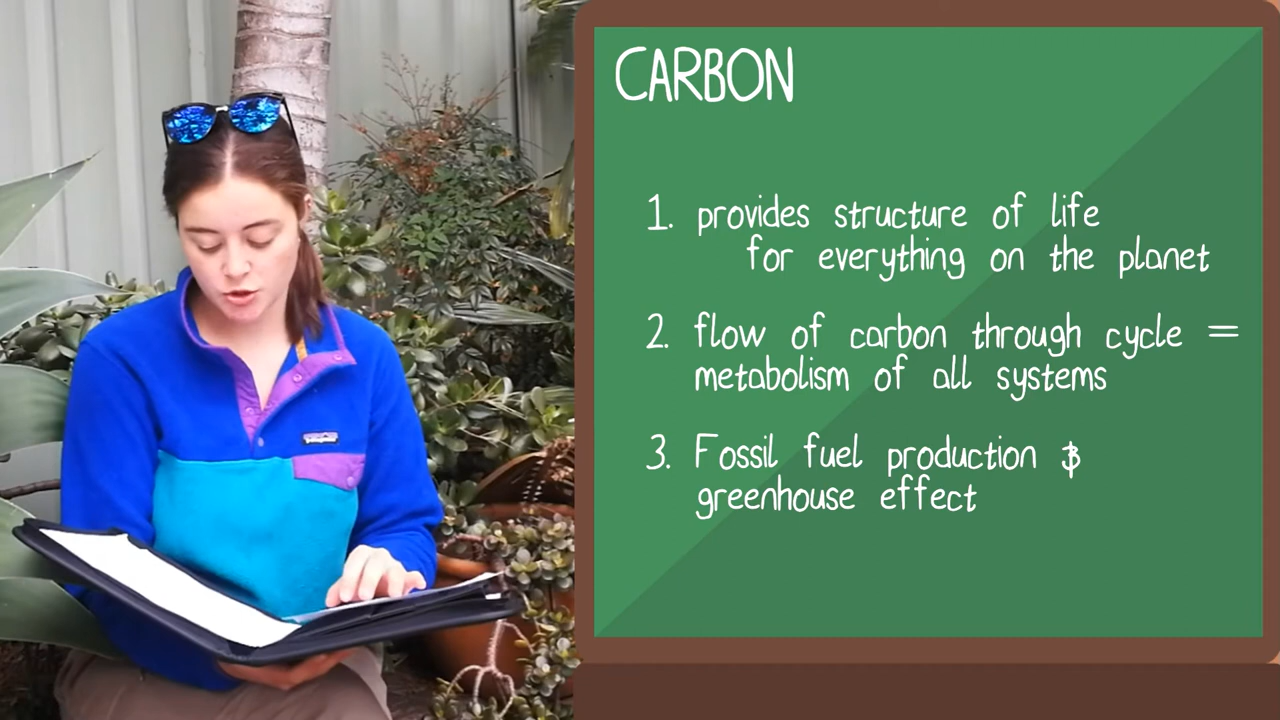 CARBON
1. provides structure of life
for everything on the planet
2. flow of carbon through cycle =
metabolism of all systems
3. Fossil fuel production &
greenhouse effect